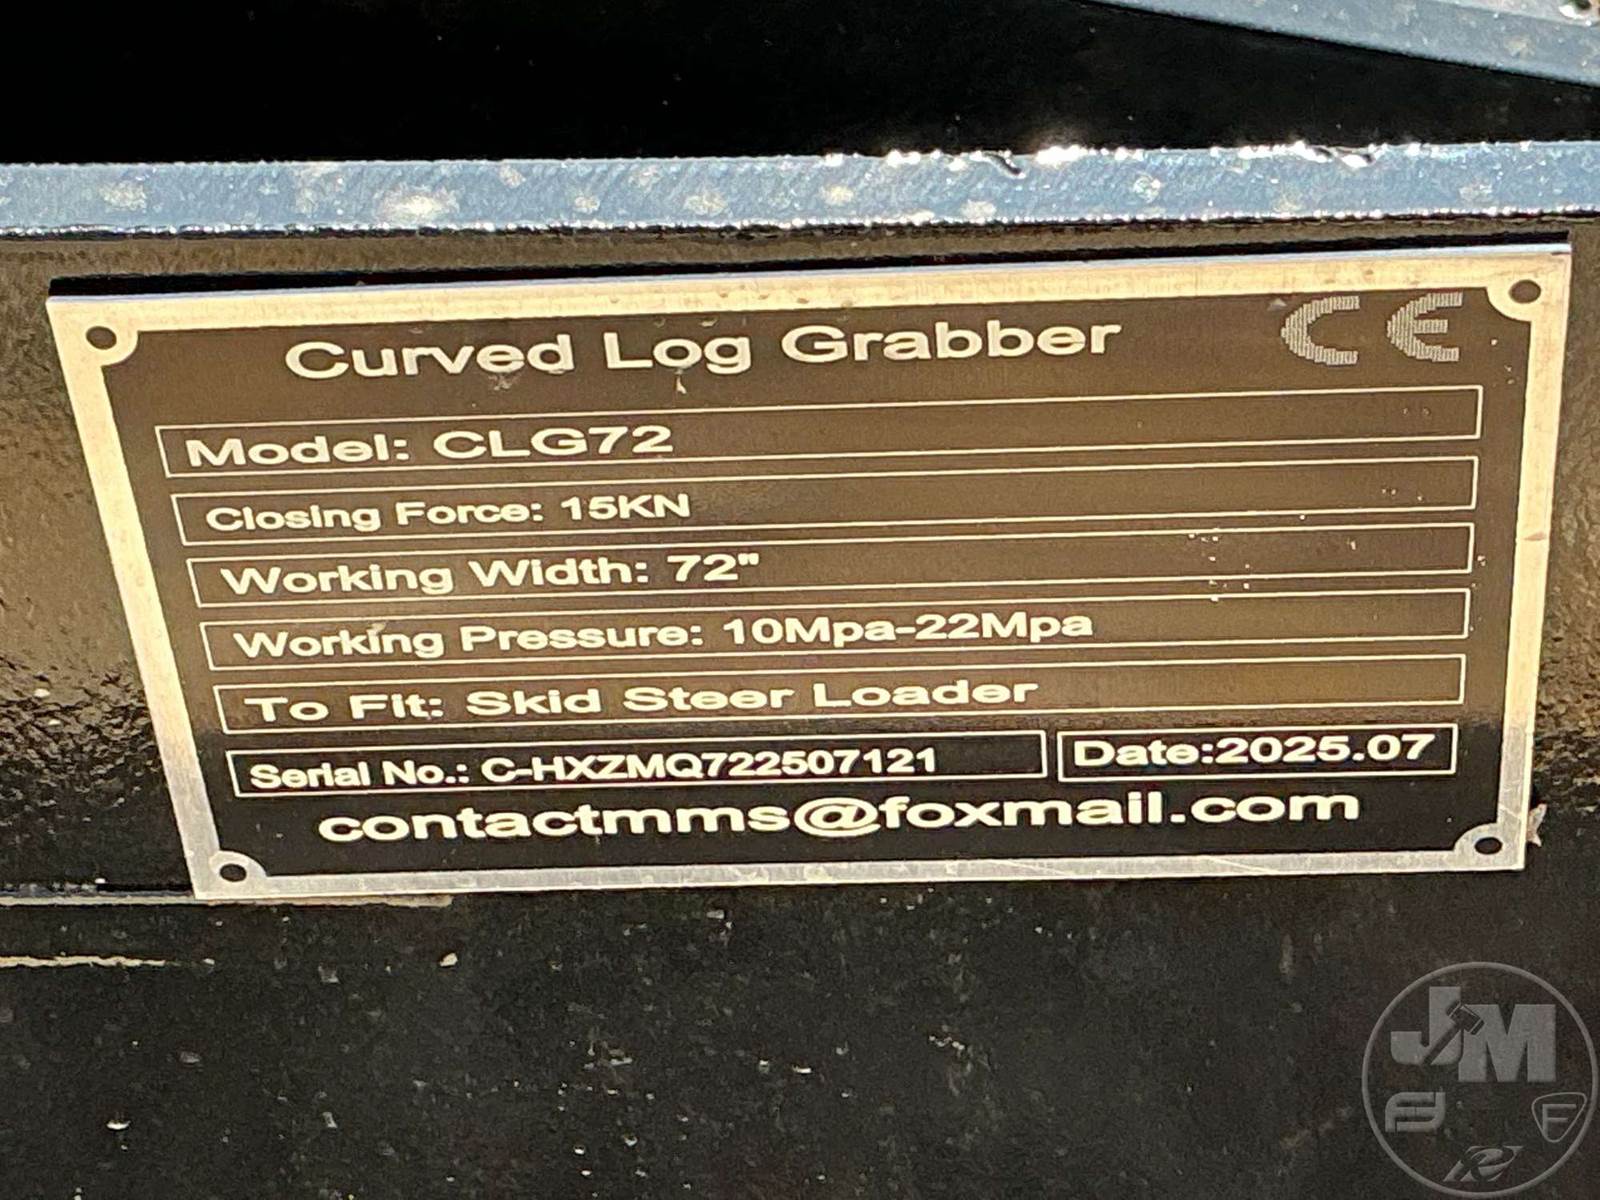 Curved Log Grabber CE
Model: CLG72
Closing Force: 15KN
Working Width: 72"
Working Pressure: 10Mpa-22Mpa
To Fit: Skid Steer Loader
Serial No.: C-HXZMQ722507121 Date:2025.07
contactmms@foxmail.com
JM
F